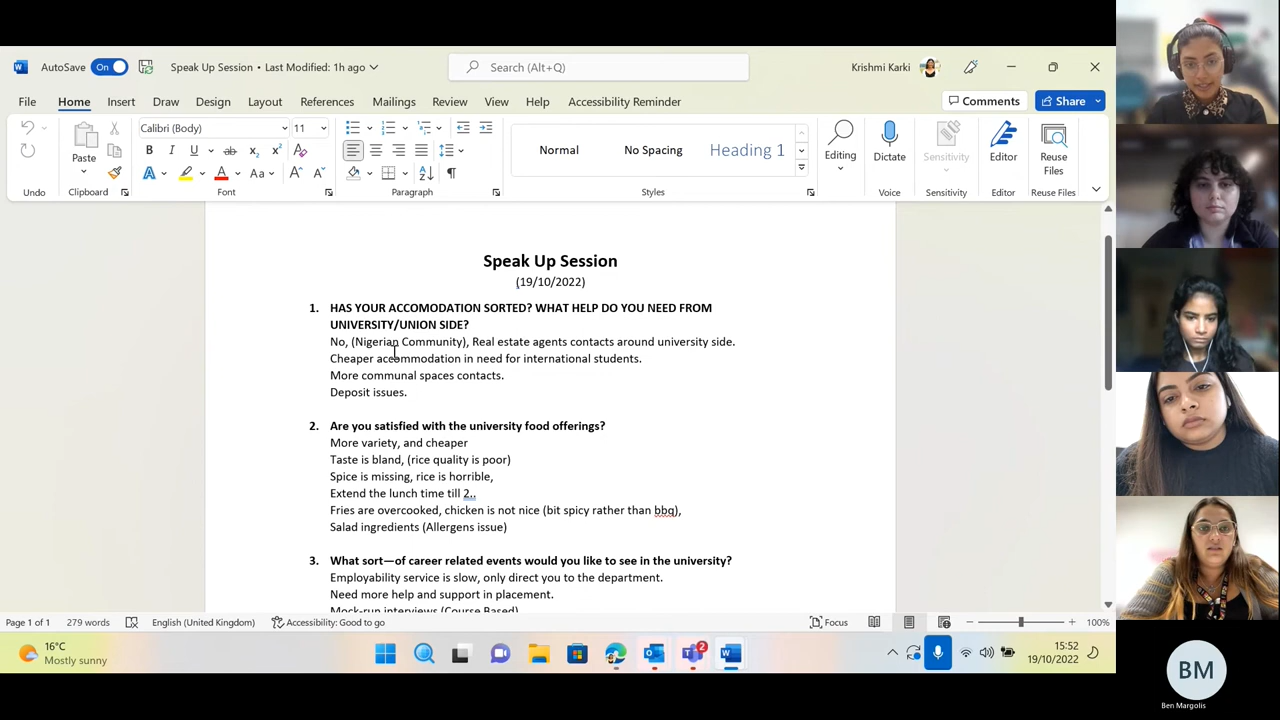 AutoSave On Speak Up Session • Last Modified: 1h ago Search (Alt+Q) Krishmi Karki
File Home Insert Draw Design Layout References Mailings Review View Help Accessibility Reminder Comments Share
Calibri (Body) 11
Paste
Normal No Spacing Heading 1
Editing Dictate Sensitivity Editor Reuse Files
Undo Clipboard Font Paragraph Styles Voice Sensitivity Editor Reuse Files
Speak Up Session
(19/10/2022)
1. HAS YOUR ACCOMODATION SORTED? WHAT HELP DO YOU NEED FROM
UNIVERSITY/UNION SIDE?
No, (Nigerian Community), Real estate agents contacts around university side.
Cheaper accommodation in need for international students.
More communal spaces contacts.
Deposit issues.
2. Are you satisfied with the university food offerings?
More variety, and cheaper
Taste is bland, (rice quality is poor)
Spice is missing, rice is horrible,
Extend the lunch time till 2..
Fries are overcooked, chicken is not nice (bit spicy rather than bbq),
Salad ingredients (Allergens issue)
3. What sort—of career related events would you like to see in the university?
Employability service is slow, only direct you to the department.
Need more help and support in placement.
Mock-run interviews (Course Based)
Page 1 of 1 279 words English (United Kingdom) Accessibility: Good to go Focus 100%
16°C
Mostly sunny
2
15:52
19/10/2022
BM
Ben Margolis